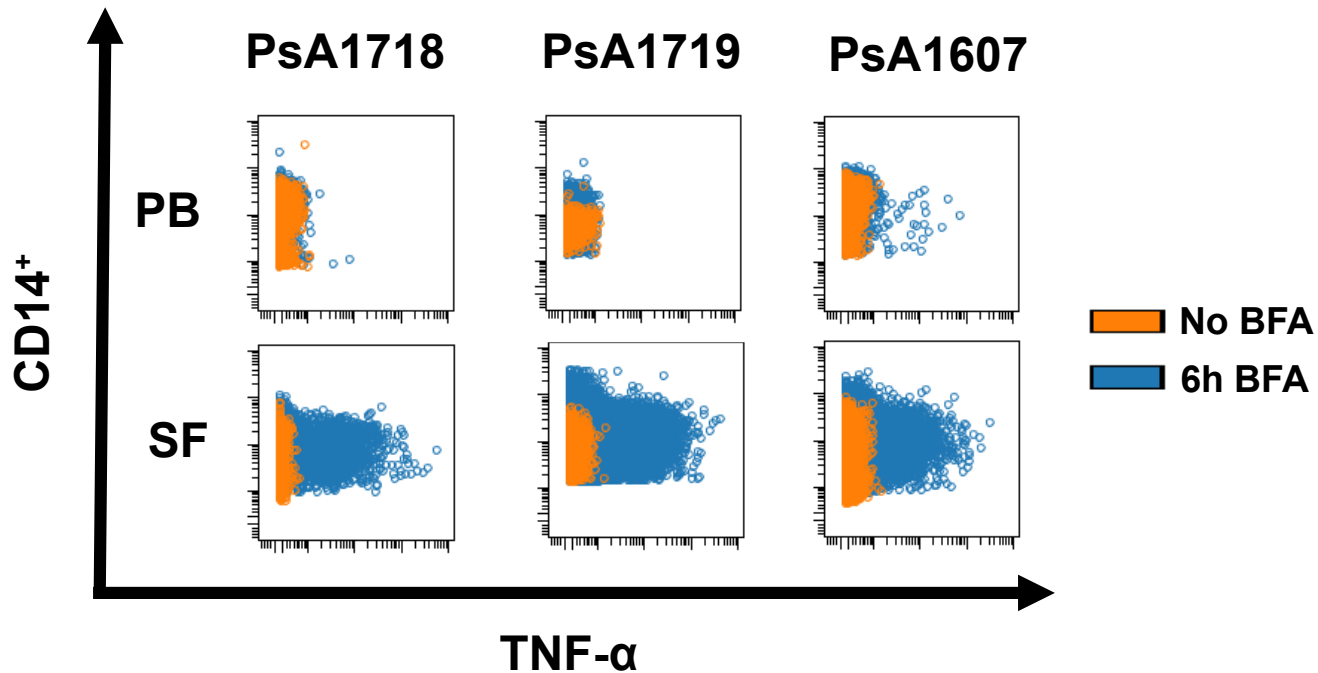 PsA1718 PsA1719 PsA1607
PB
CD14⁺
No BFA
6h BFA
SF
TNF-α